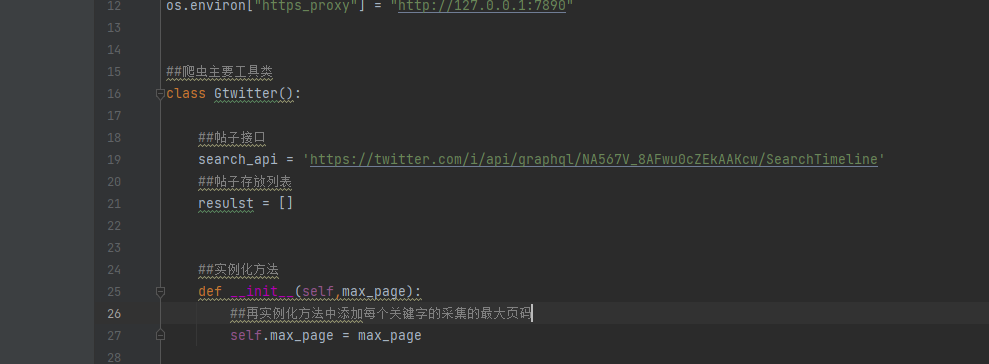 12 os.environ["https_proxy"] = "http://127.0.0.1:7890"
13
14
15 ##爬虫主要工具类
16 class Gtwitter():
17
18 ##帖子接口
19 search_api = 'https://twitter.com/i/api/graphql/NA567V_8AFwu0cZEkAAKcw/SearchTimeline'
20 ##帖子存放列表
21 resulst = []
22
23
24 ##实例化方法
25 def __init__(self,max_page):
26 ##再实例化方法中添加每个关键字的采集的最大页码
27 self.max_page = max_page
28